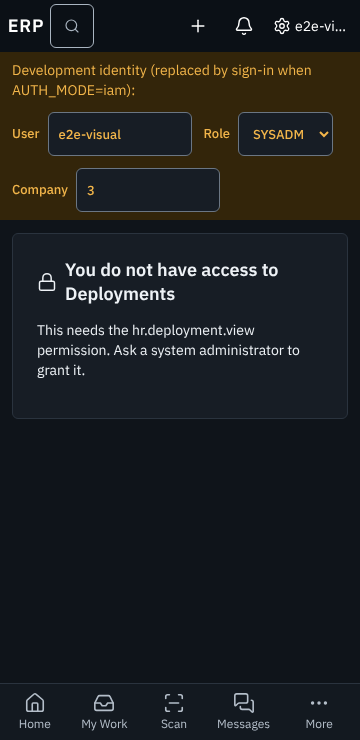 ERP
e2e-vi...
Development identity (replaced by sign-in when
AUTH_MODE=iam):
User e2e-visual Role SYSADM
Company 3
You do not have access to
Deployments
This needs the hr.deployment.view
permission. Ask a system administrator to
grant it.
Home My Work Scan Messages More